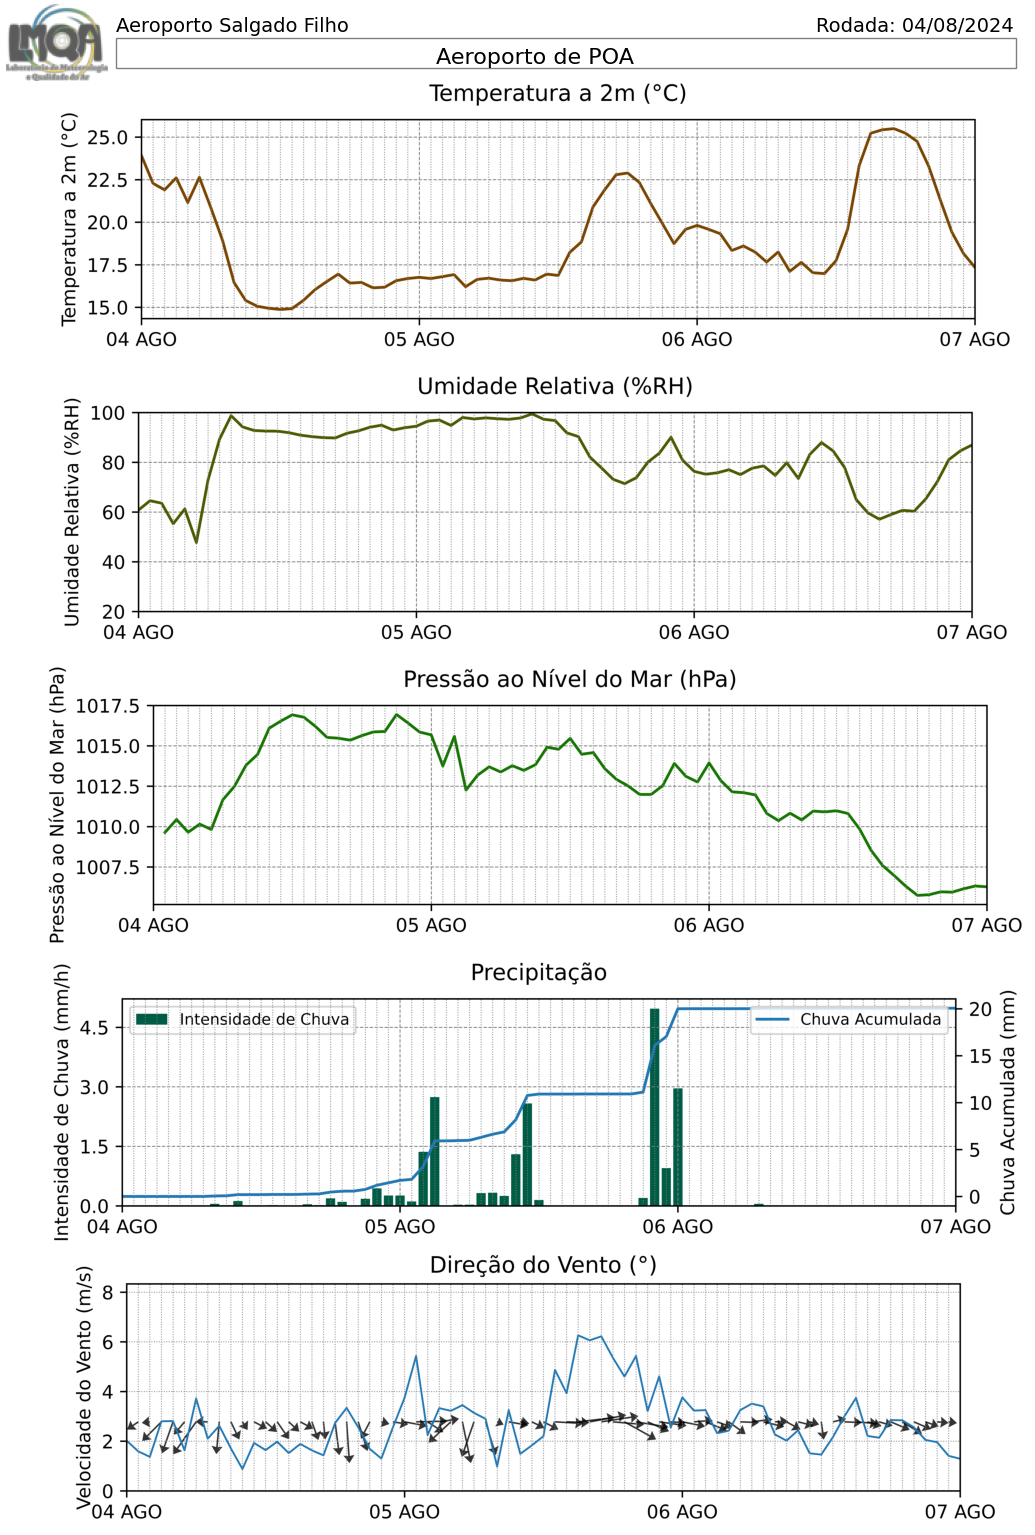 LMQA
Laboratório de Meteorologia
e Qualidade do Ar
Aeroporto Salgado Filho
Rodada: 04/08/2024
Aeroporto de POA
Temperatura a 2m (°C)
Temperatura a 2m (°C)
25.0
22.5
20.0
17.5
15.0
04 AGO 05 AGO 06 AGO 07 AGO
Umidade Relativa (%RH)
Umidade Relativa (%RH)
100
80
60
40
20
04 AGO 05 AGO 06 AGO 07 AGO
Pressão ao Nível do Mar (hPa)
Pressão ao Nível do Mar (hPa)
1017.5
1015.0
1012.5
1010.0
1007.5
04 AGO 05 AGO 06 AGO 07 AGO
Precipitação
Intensidade de Chuva (mm/h)
4.5
3.0
1.5
0.0
Intensidade de Chuva
Chuva Acumulada
20
15
10
5
0
Chuva Acumulada (mm)
04 AGO 05 AGO 06 AGO 07 AGO
Direção do Vento (°)
Velocidade do Vento (m/s)
8
6
4
2
0
04 AGO 05 AGO 06 AGO 07 AGO